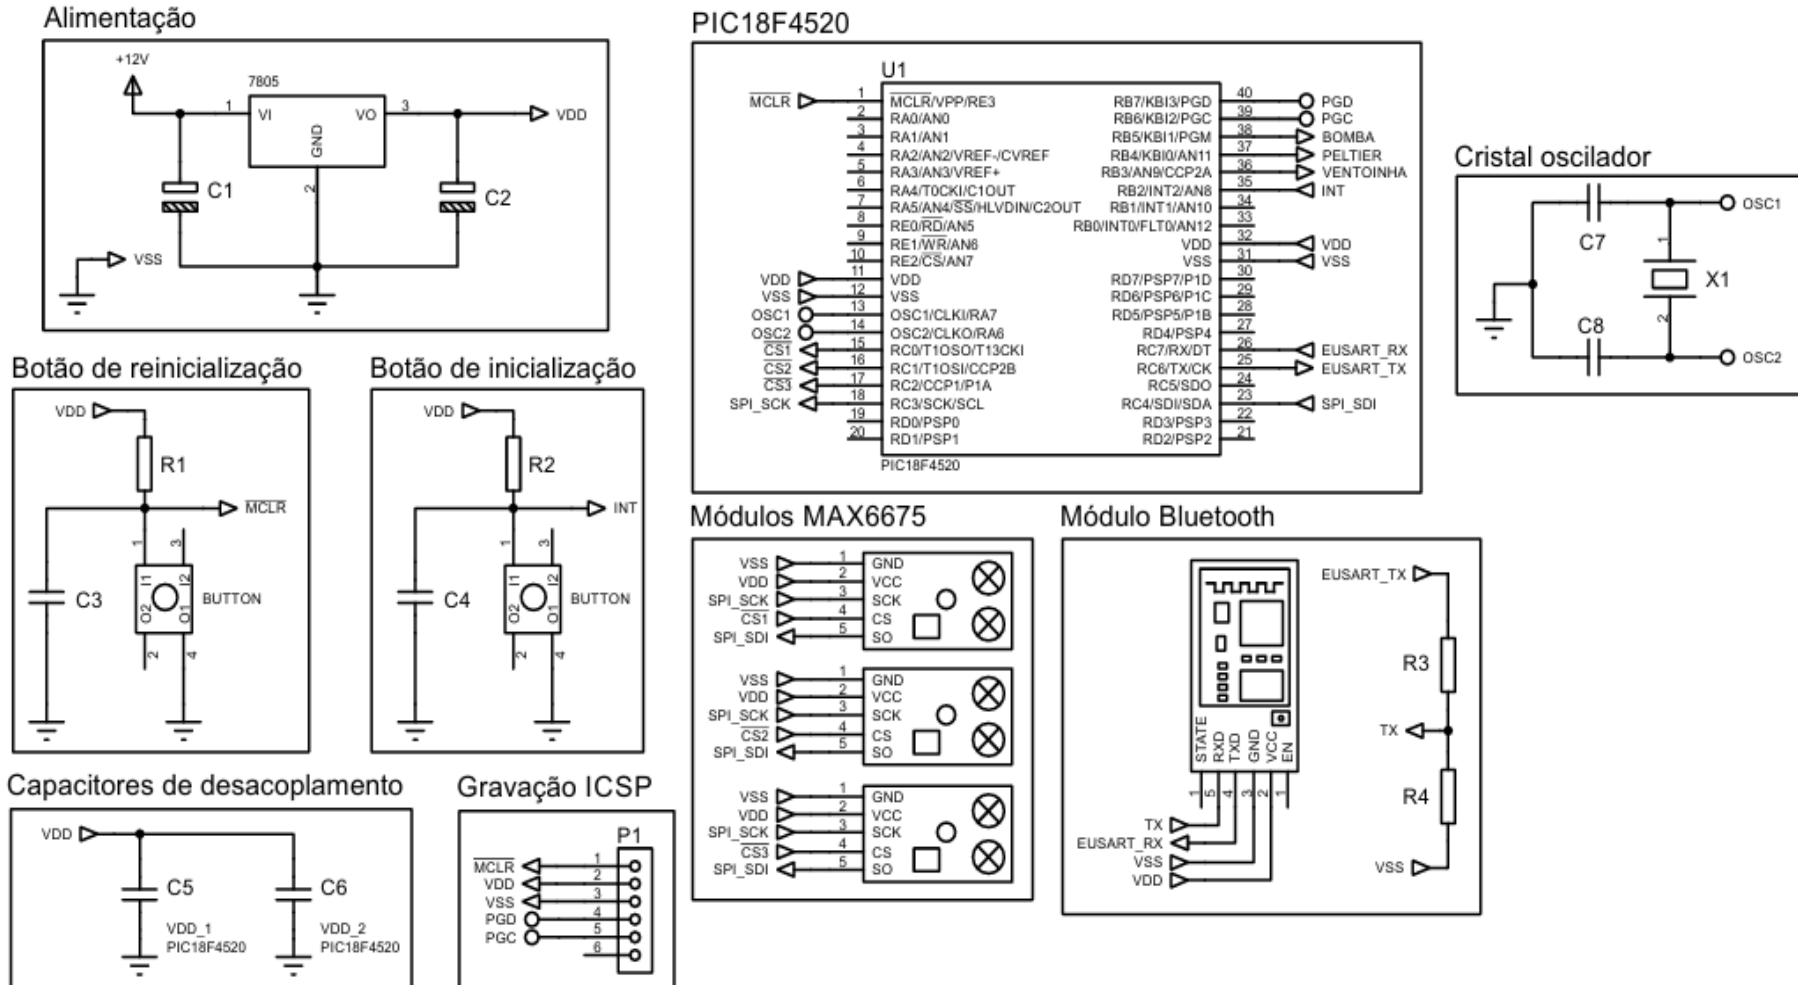 Alimentação
+12V
7805
1
VI
VO
3
VDD
GND
2
C1
C2
VSS
PIC18F4520
U1
MCLR
1
MCLR/VPP/RE3
2
RA0/AN0
3
RA1/AN1
4
RA2/AN2/VREF-/CVREF
5
RA3/AN3/VREF+
6
RA4/T0CKI/C1OUT
7
RA5/AN4/SS/HLVDIN/C2OUT
8
RE0/RD/AN5
9
RE1/WR/AN6
10
RE2/CS/AN7
VDD
11
VDD
VSS
12
VSS
OSC1
13
OSC1/CLKI/RA7
OSC2
14
OSC2/CLKO/RA6
CS1
15
RC0/T1OSO/T13CKI
CS2
16
RC1/T1OSI/CCP2B
CS3
17
RC2/CCP1/P1A
SPI_SCK
18
RC3/SCK/SCL
19
RD0/PSP0
20
RD1/PSP1
RB7/KBI3/PGD
40
PGD
RB6/KBI2/PGC
39
PGC
RB5/KBI1/PGM
38
BOMBA
RB4/KBI0/AN11
37
PELTIER
RB3/AN9/CCP2A
36
VENTOINHA
RB2/INT2/AN8
35
INT
RB1/INT1/AN10
34
RB0/INT0/FLT0/AN12
33
VDD
32
VDD
VSS
31
VSS
RD7/PSP7/P1D
30
RD6/PSP6/P1C
29
RD5/PSP5/P1B
28
RD4/PSP4
27
RC7/RX/DT
26
EUSART_RX
RC6/TX/CK
25
EUSART_TX
RC5/SDO
24
RC4/SDI/SDA
23
SPI_SDI
RD3/PSP3
22
RD2/PSP2
21
PIC18F4520
Cristal oscilador
C7
OSC1
1
X1
2
C8
OSC2
Botão de reinicialização
VDD
R1
MCLR
1
3
C3
I1
I2
O2
O1
BUTTON
2
4
Botão de inicialização
VDD
R2
INT
1
3
C4
I1
I2
O2
O1
BUTTON
2
4
Módulos MAX6675
VSS
1
GND
VDD
2
VCC
SPI_SCK
3
SCK
CS1
4
CS
SPI_SDI
5
SO
VSS
1
GND
VDD
2
VCC
SPI_SCK
3
SCK
CS2
4
CS
SPI_SDI
5
SO
VSS
1
GND
VDD
2
VCC
SPI_SCK
3
SCK
CS3
4
CS
SPI_SDI
5
SO
Módulo Bluetooth
STATE
RXD
TXD
GND
VCC
EN
1
5
4
3
2
1
TX
EUSART_RX
VSS
VDD
EUSART_TX
R3
TX
R4
VSS
Capacitores de desacoplamento
VDD
C5
VDD_1
PIC18F4520
C6
VDD_2
PIC18F4520
Gravação ICSP
P1
MCLR
1
VDD
2
VSS
3
PGD
4
PGC
5
6